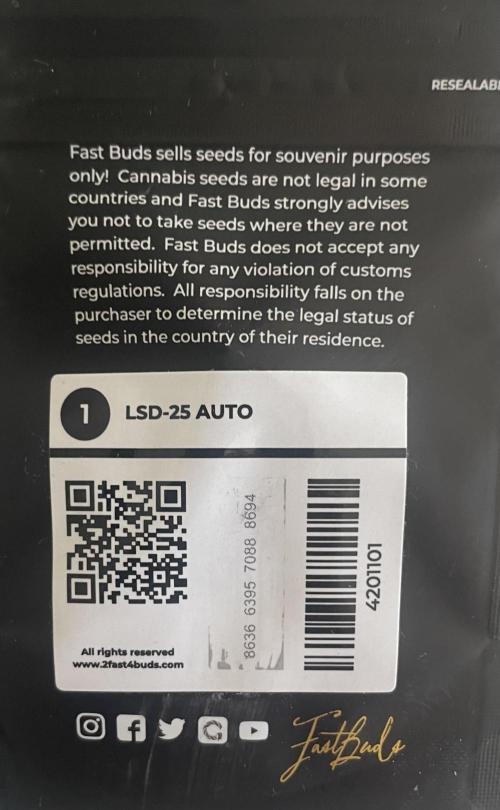 RESEALAB
Fast Buds sells seeds for souvenir purposes
only! Cannabis seeds are not legal in some
countries and Fast Buds strongly advises
you not to take seeds where they are not
permitted. Fast Buds does not accept any
responsibility for any violation of customs
regulations. All responsibility falls on the
purchaser to determine the legal status of
seeds in the country of their residence.
1 LSD-25 AUTO
8636 6395 7088 8694
4201101
All rights reserved
www.2fast4buds.com
FastBuds